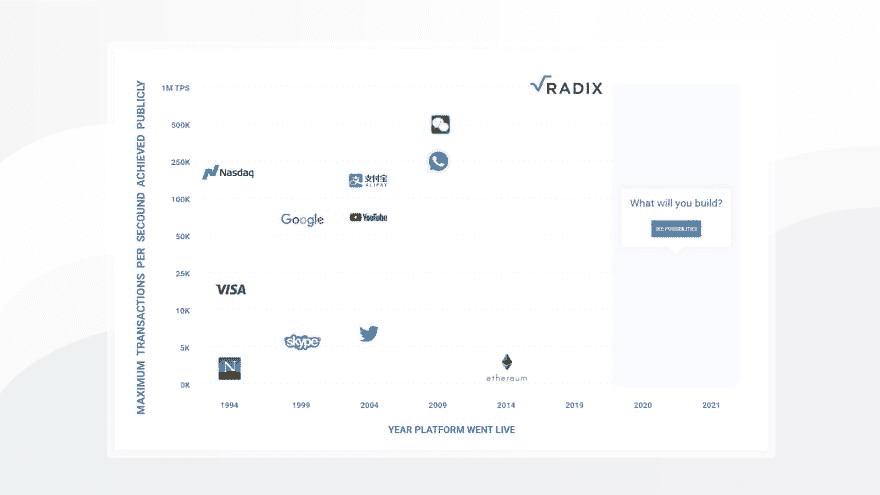 MAXIMUM TRANSACTIONS PER SECOUND ACHIEVED PUBLICLY
1M TPS
500K
250K
100K
50K
25K
10K
5K
0K
RADIX
Nasdaq
支付宝
ALIPAY
Google
YouTube
VISA
skype
N
ethereum
What will you build?
SEE POSSIBILITIES
1994
1999
2004
2009
2014
2019
2020
2021
YEAR PLATFORM WENT LIVE